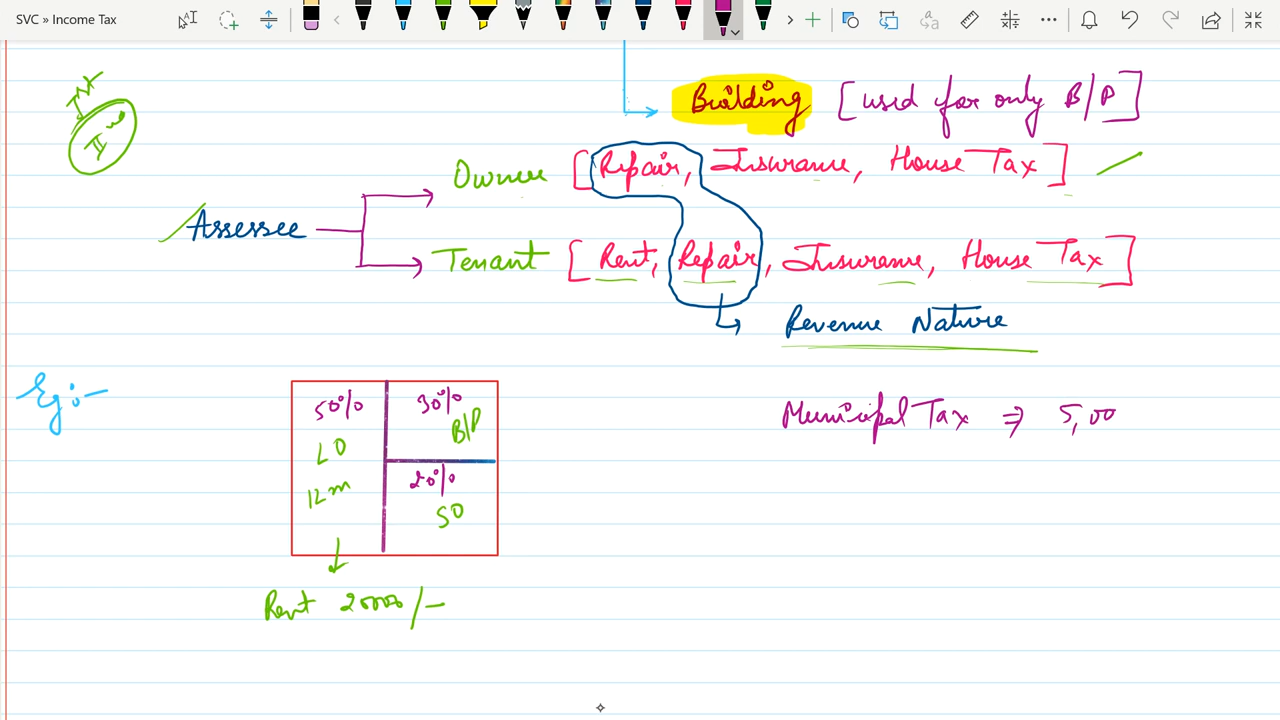 SVC » Income Tax
Building [used for only B/P]
Owner [Repair, Insurance, House Tax]
Assessee
Tenant [Rent, Repair, Insurance, House Tax]
Revenue Nature
Eg:-
50% 30%
B/P
LO
20%
12m
SO
Municipal Tax ⇒ 5,00
Rent 20000/-